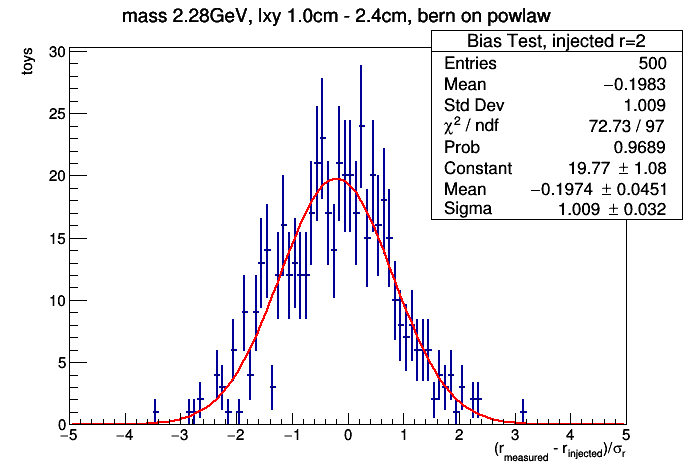 mass 2.28GeV, lxy 1.0cm - 2.4cm, bern on powlaw
Bias Test, injected r=2
Entries 500
Mean −0.1983
Std Dev 1.009
χ² / ndf 72.73 / 97
Prob 0.9689
Constant 19.77 ± 1.08
Mean −0.1974 ± 0.0451
Sigma 1.009 ± 0.032
toys
30
25
20
15
10
5
0
−5 −4 −3 −2 −1 0 1 2 3 4 5
(r_measured - r_injected)/σ_r